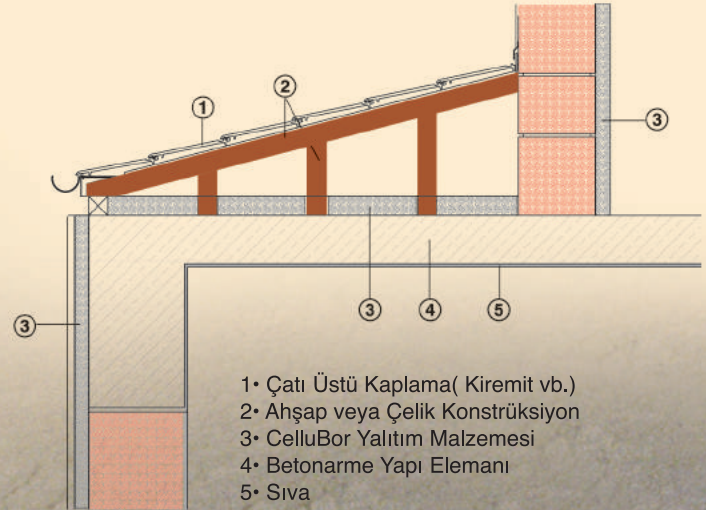 2
1
3
3
3
4
5
1• Çatı Üstü Kaplama( Kiremit vb.)
2• Ahşap veya Çelik Konstrüksiyon
3• CelluBor Yalıtım Malzemesi
4• Betonarme Yapı Elemanı
5• Sıva